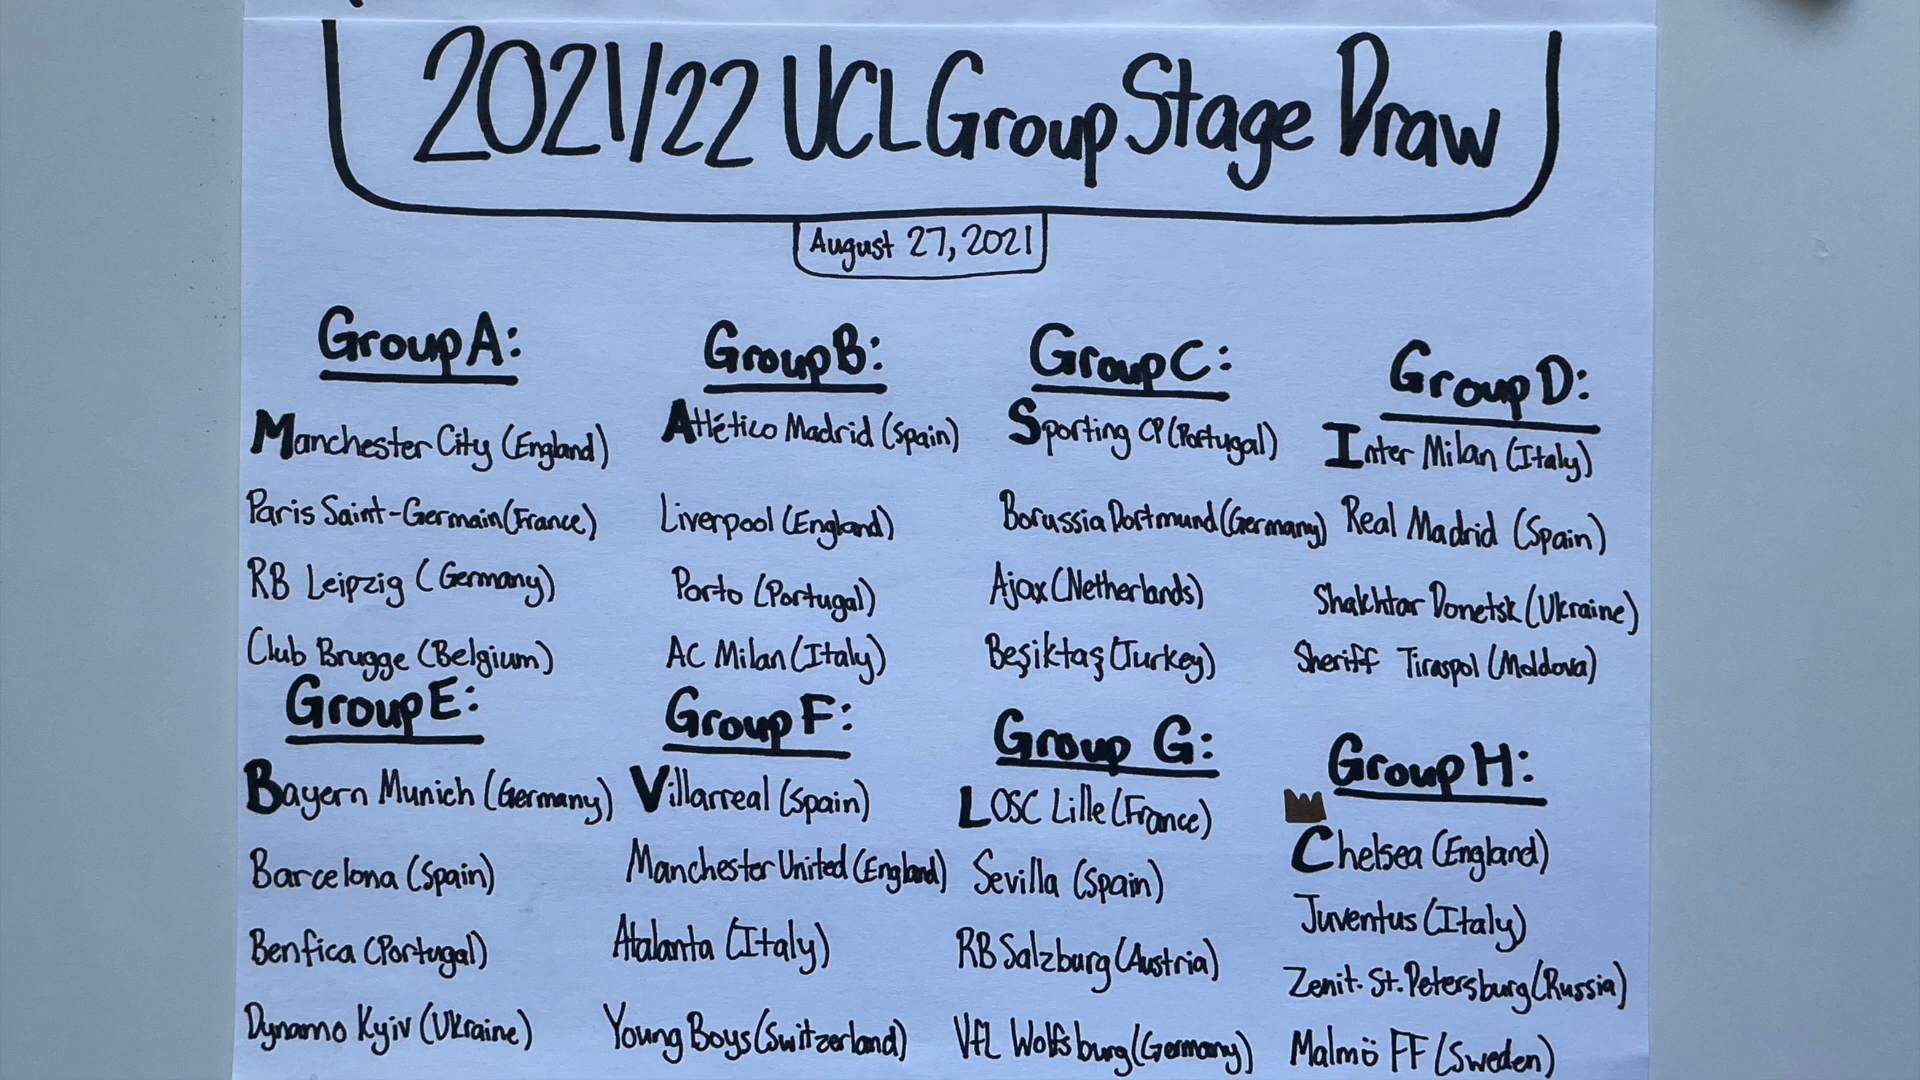 2021/22 UCL Group Stage Draw
August 27, 2021
Group A:
Manchester City (England)
Paris Saint-Germain (France)
RB Leipzig (Germany)
Club Brugge (Belgium)
Group B:
Atlético Madrid (Spain)
Liverpool (England)
Porto (Portugal)
AC Milan (Italy)
Group C:
Sporting CP (Portugal)
Borussia Dortmund (Germany)
Ajax (Netherlands)
Beşiktaş (Turkey)
Group D:
Inter Milan (Italy)
Real Madrid (Spain)
Shakhtar Donetsk (Ukraine)
Sheriff Tiraspol (Moldova)
Group E:
Bayern Munich (Germany)
Barcelona (Spain)
Benfica (Portugal)
Dynamo Kyiv (Ukraine)
Group F:
Villarreal (Spain)
Manchester United (England)
Atalanta (Italy)
Young Boys (Switzerland)
Group G:
LOSC Lille (France)
Sevilla (Spain)
RB Salzburg (Austria)
VfL Wolfsburg (Germany)
Group H:
Chelsea (England)
Juventus (Italy)
Zenit. St. Petersburg (Russia)
Malmö FF (Sweden)